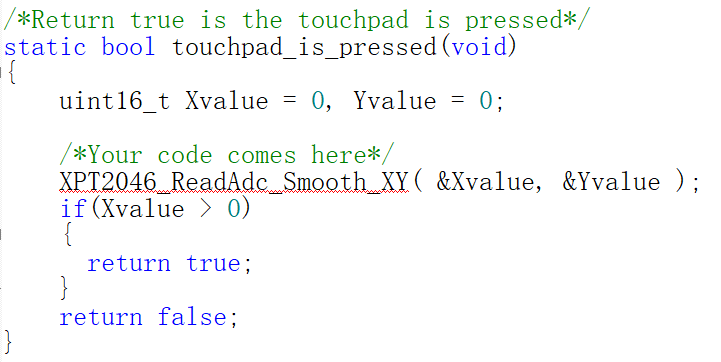 /*Return true is the touchpad is pressed*/
static bool touchpad_is_pressed(void)
{
    uint16_t Xvalue = 0, Yvalue = 0;

    /*Your code comes here*/
    XPT2046_ReadAdc_Smooth_XY( &Xvalue, &Yvalue );
    if(Xvalue > 0)
    {
      return true;
    }
    return false;
}